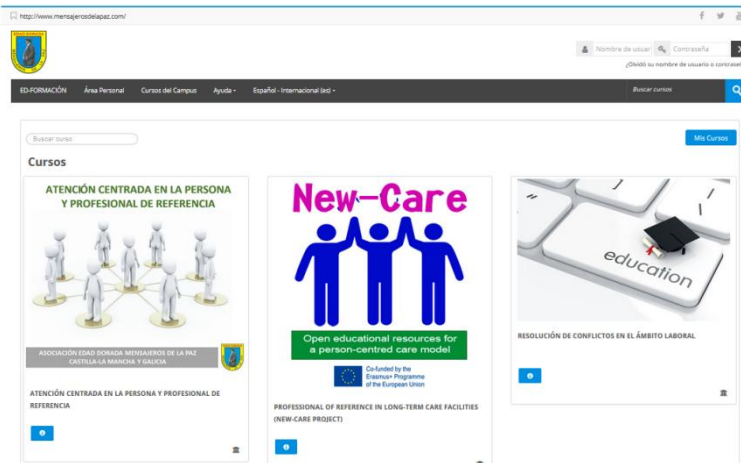 http://www.mensajerosdelapaz.com/
Nombre de usuar
Contraseña
¿Olvidó su nombre de usuario o contraseñ
ED-FORMACIÓN
Área Personal
Cursos del Campus
Ayuda
Español - Internacional (es)
Buscar cursos
Buscar curso
Mis Cursos
Cursos
ATENCIÓN CENTRADA EN LA PERSONA
Y PROFESIONAL DE REFERENCIA
ASOCIACIÓN EDAD DORADA MENSAJEROS DE LA PAZ
CASTILLA-LA MANCHA Y GALICIA
ATENCIÓN CENTRADA EN LA PERSONA Y PROFESIONAL DE
REFERENCIA
New-Care
Open educational resources for
a person-centred care model
Co-funded by the
Erasmus+ Programme
of the European Union
PROFESSIONAL OF REFERENCE IN LONG-TERM CARE FACILITIES
(NEW-CARE PROJECT)
education
RESOLUCIÓN DE CONFLICTOS EN EL ÁMBITO LABORAL